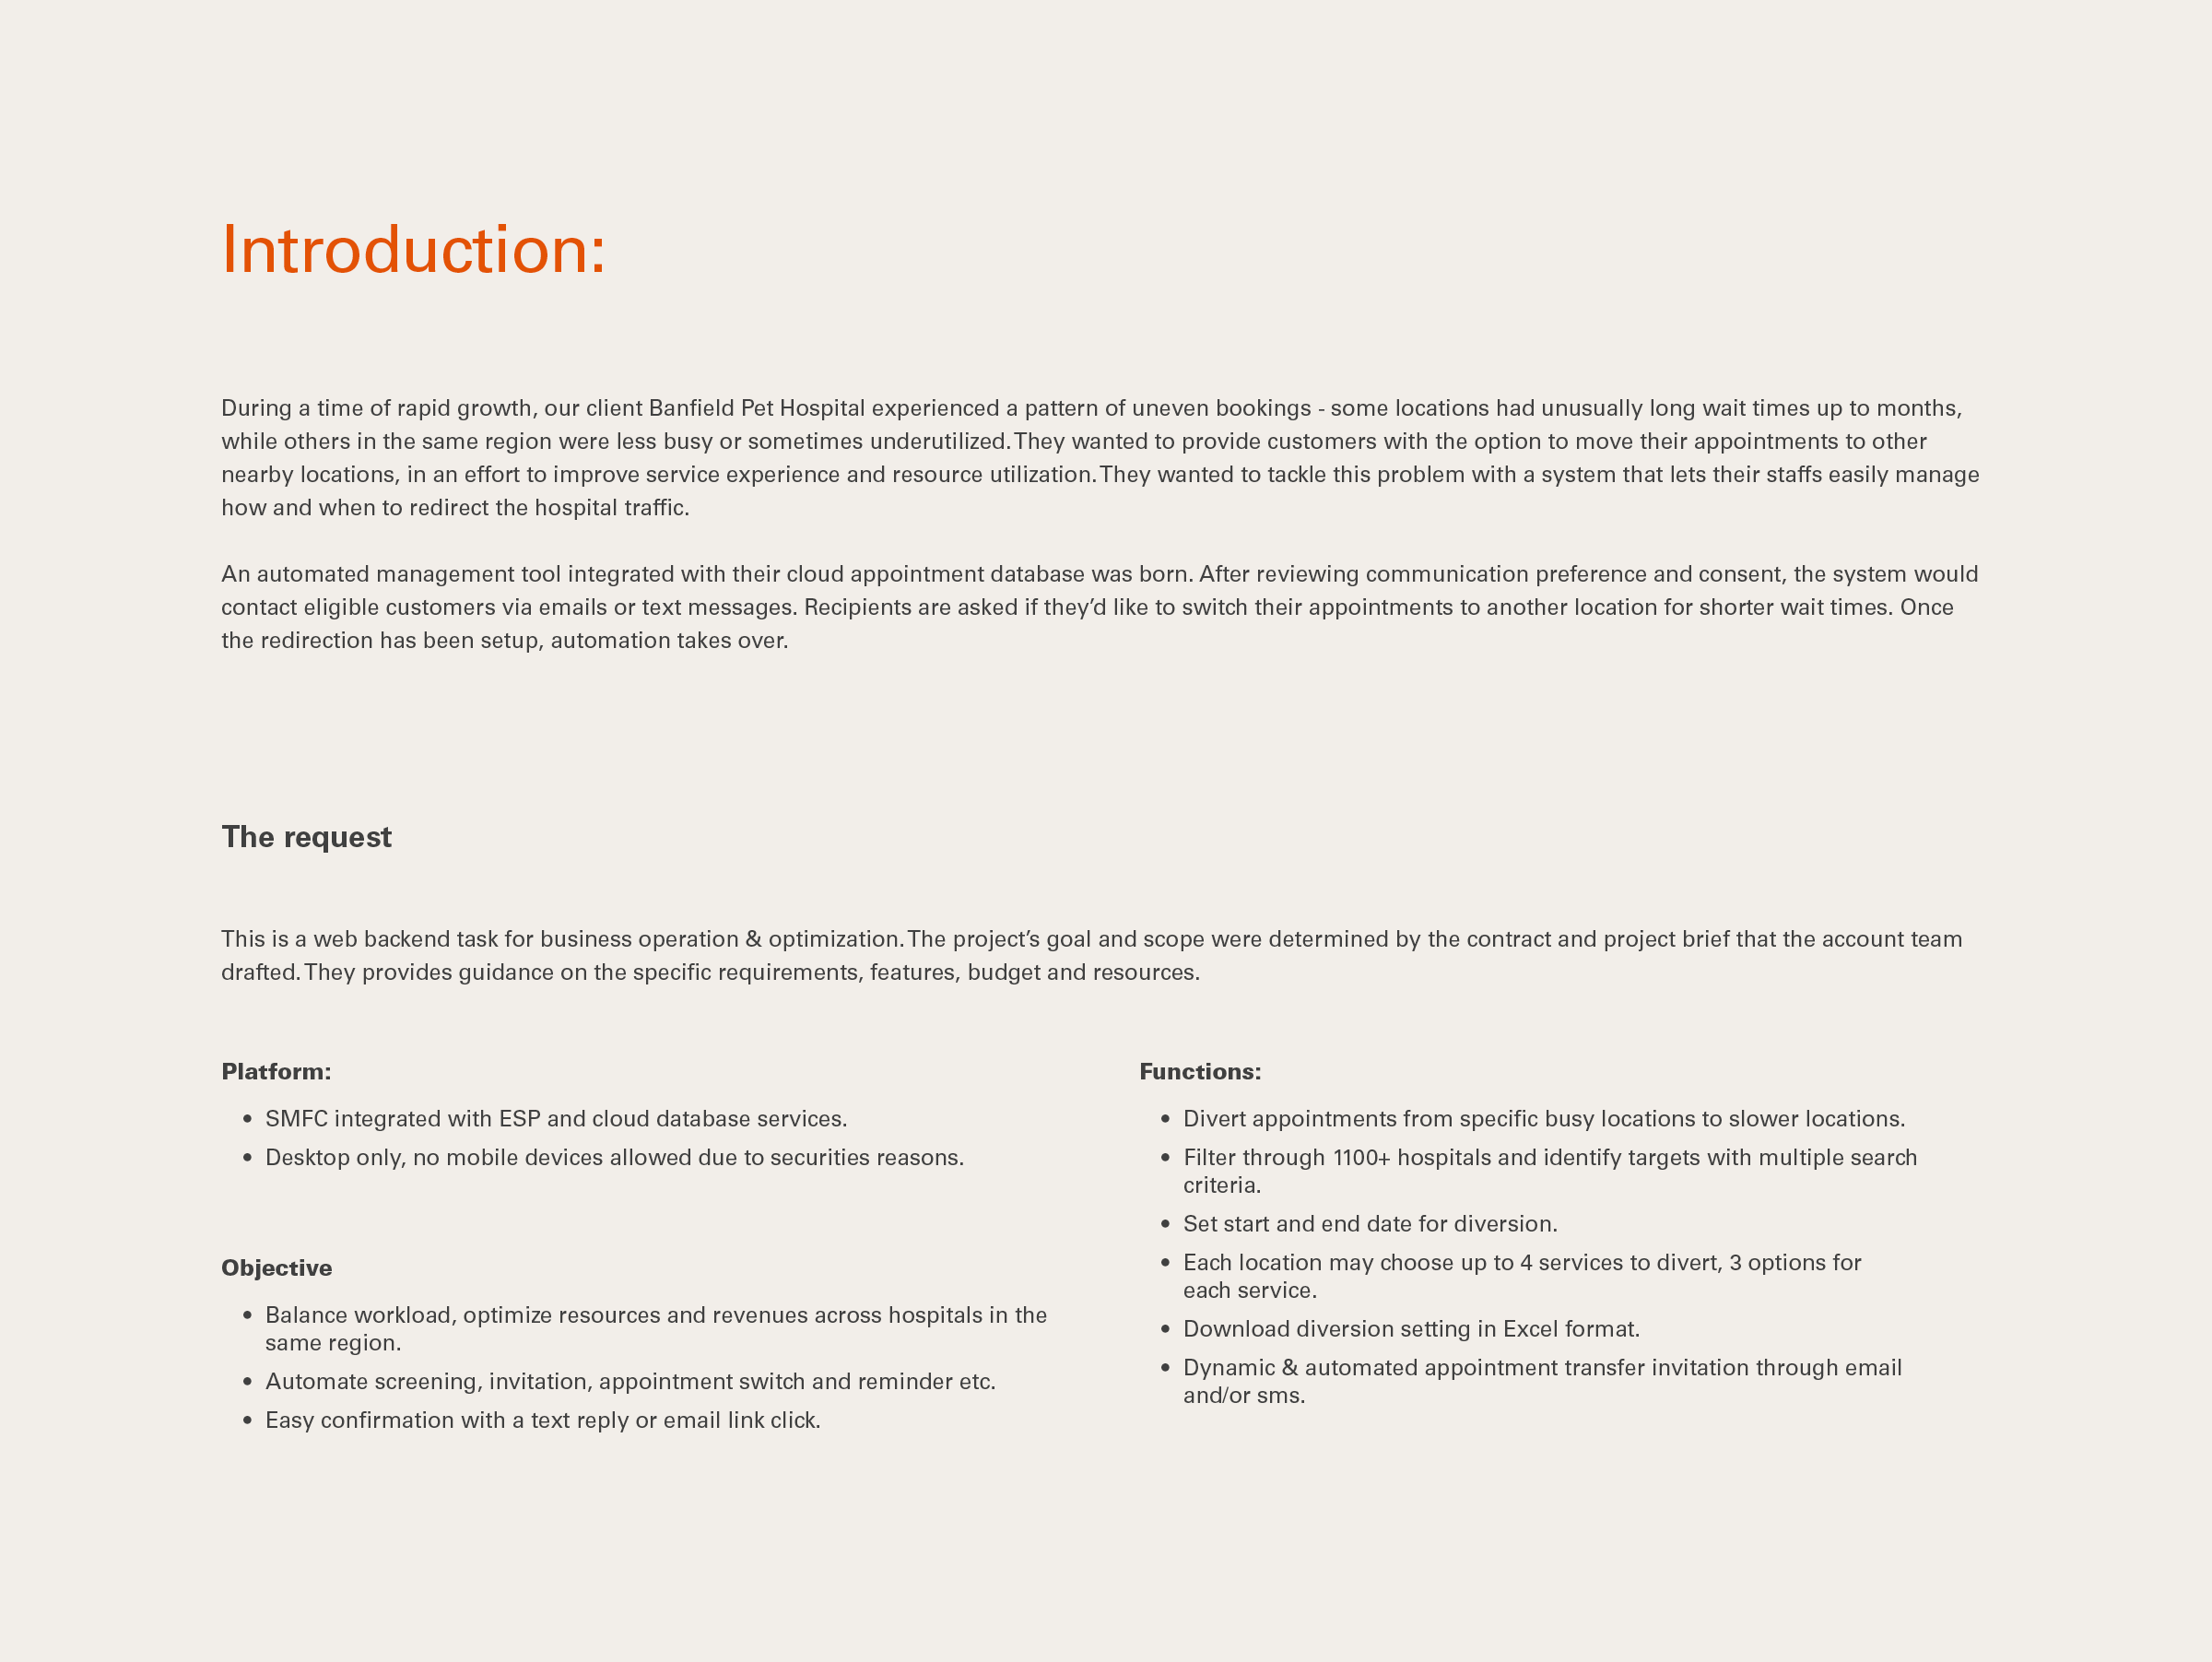 Introduction:
During a time of rapid growth, our client Banfield Pet Hospital experienced a pattern of uneven bookings - some locations had unusually long wait times up to months,
while others in the same region were less busy or sometimes underutilized. They wanted to provide customers with the option to move their appointments to other
nearby locations, in an effort to improve service experience and resource utilization. They wanted to tackle this problem with a system that lets their staffs easily manage
how and when to redirect the hospital traffic.
An automated management tool integrated with their cloud appointment database was born. After reviewing communication preference and consent, the system would
contact eligible customers via emails or text messages. Recipients are asked if they’d like to switch their appointments to another location for shorter wait times. Once
the redirection has been setup, automation takes over.
The request
This is a web backend task for business operation & optimization. The project’s goal and scope were determined by the contract and project brief that the account team
drafted. They provides guidance on the specific requirements, features, budget and resources.
Platform:
• SMFC integrated with ESP and cloud database services.
• Desktop only, no mobile devices allowed due to securities reasons.
Objective
• Balance workload, optimize resources and revenues across hospitals in the
same region.
• Automate screening, invitation, appointment switch and reminder etc.
• Easy confirmation with a text reply or email link click.
Functions:
• Divert appointments from specific busy locations to slower locations.
• Filter through 1100+ hospitals and identify targets with multiple search
criteria.
• Set start and end date for diversion.
• Each location may choose up to 4 services to divert, 3 options for
each service.
• Download diversion setting in Excel format.
• Dynamic & automated appointment transfer invitation through email
and/or sms.